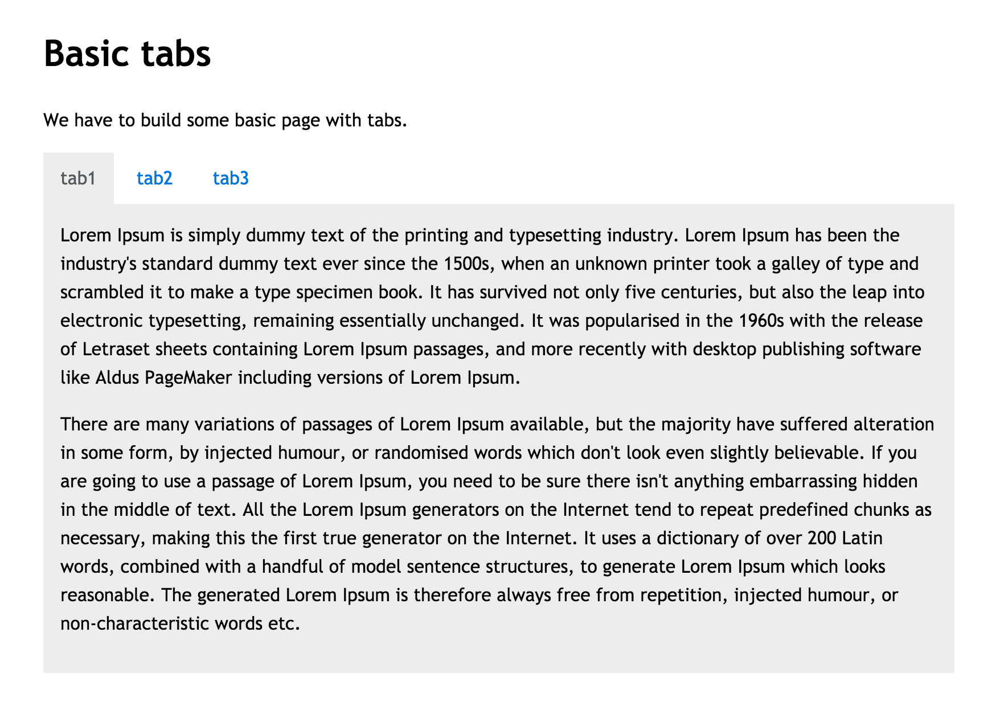 Basic tabs
We have to build some basic page with tabs.
tab1 tab2 tab3
Lorem Ipsum is simply dummy text of the printing and typesetting industry. Lorem Ipsum has been the
industry's standard dummy text ever since the 1500s, when an unknown printer took a galley of type and
scrambled it to make a type specimen book. It has survived not only five centuries, but also the leap into
electronic typesetting, remaining essentially unchanged. It was popularised in the 1960s with the release
of Letraset sheets containing Lorem Ipsum passages, and more recently with desktop publishing software
like Aldus PageMaker including versions of Lorem Ipsum.
There are many variations of passages of Lorem Ipsum available, but the majority have suffered alteration
in some form, by injected humour, or randomised words which don't look even slightly believable. If you
are going to use a passage of Lorem Ipsum, you need to be sure there isn't anything embarrassing hidden
in the middle of text. All the Lorem Ipsum generators on the Internet tend to repeat predefined chunks as
necessary, making this the first true generator on the Internet. It uses a dictionary of over 200 Latin
words, combined with a handful of model sentence structures, to generate Lorem Ipsum which looks
reasonable. The generated Lorem Ipsum is therefore always free from repetition, injected humour, or
non-characteristic words etc.